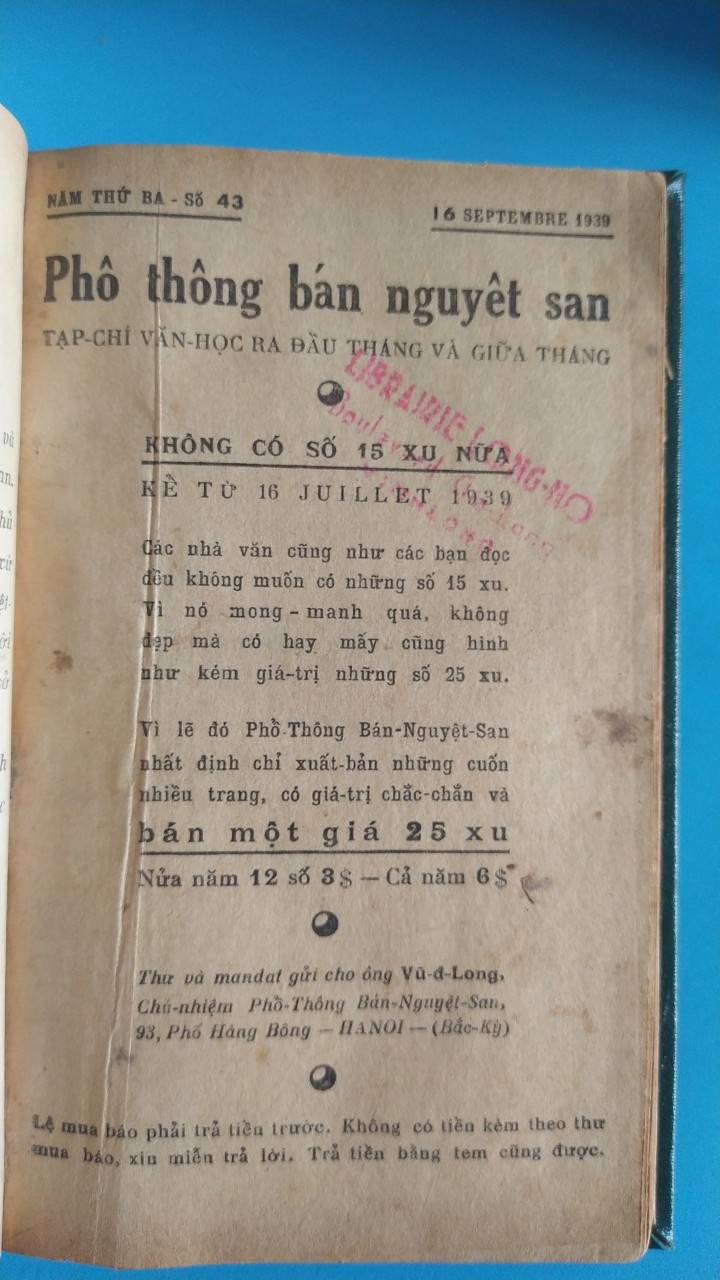 NĂM THỨ BA - Số 43
16 SEPTEMBRE 1939
Phổ thông bán nguyệt san
TẠP-CHÍ VĂN-HỌC RA ĐẦU THÁNG VÀ GIỮA THÁNG
LIBRAIRIE LONG-HO
Boulevard Long
KHÔNG CÓ SỐ 15 XU NỮA
KỂ TỪ 16 JUILLET 1939
Các nhà văn cũng như các bạn đọc
đều không muốn có những số 15 xu.
Vì nó mong-manh quá, không
đẹp mà có hay mấy cũng hình
như kém giá-trị những số 25 xu.
Vì lẽ đó Phổ-Thông Bán-Nguyệt-San
nhất định chỉ xuất-bản những cuốn
nhiều trang, có giá-trị chắc-chắn và
bán một giá 25 xu
Nửa năm 12 số 3$ — Cả năm 6$
Thư và mandat gửi cho ông Vũ-đ-Long,
Chủ-nhiệm Phổ-Thông Bán-Nguyệt-San,
93, Phố Hàng Bông — HANOI — (Bắc-Kỳ)
Lệ mua báo phải trả tiền trước. Không có tiền kèm theo thư
mua báo, xin miễn trả lời. Trả tiền bằng tem cũng được.